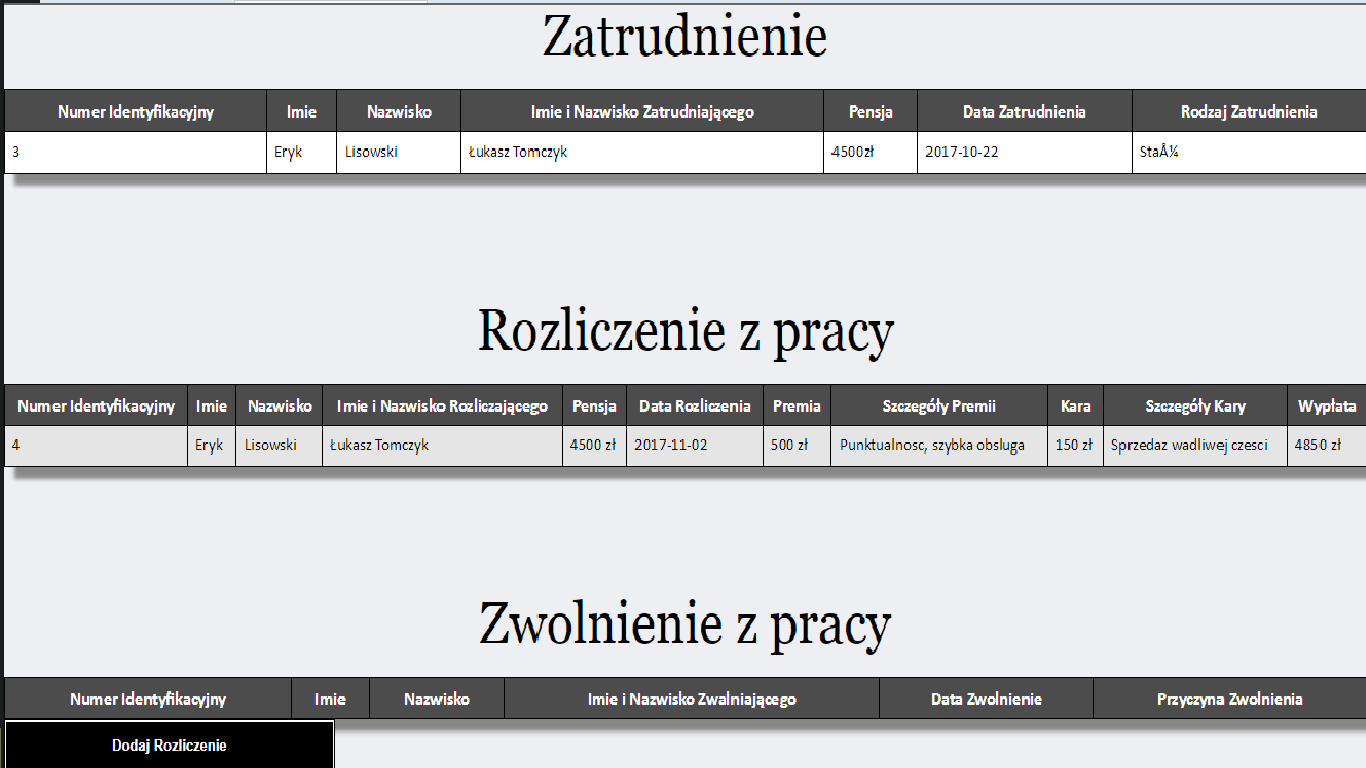 Zatrudnienie
Numer Identyfikacyjny Imie Nazwisko Imie i Nazwisko Zatrudniającego Pensja Data Zatrudnienia Rodzaj Zatrudnienia
3 Eryk Lisowski Łukasz Tomczyk 4500zł 2017-10-22 StaÅ¼
Rozliczenie z pracy
Numer Identyfikacyjny Imie Nazwisko Imie i Nazwisko Rozliczającego Pensja Data Rozliczenia Premia Szczegóły Premii Kara Szczegóły Kary Wypłata
4 Eryk Lisowski Łukasz Tomczyk 4500 zł 2017-11-02 500 zł Punktualnosc, szybka obsluga 150 zł Sprzedaz wadliwej czesci 4850 zł
Zwolnienie z pracy
Numer Identyfikacyjny Imie Nazwisko Imie i Nazwisko Zwalniającego Data Zwolnienie Przyczyna Zwolnienia
Dodaj Rozliczenie